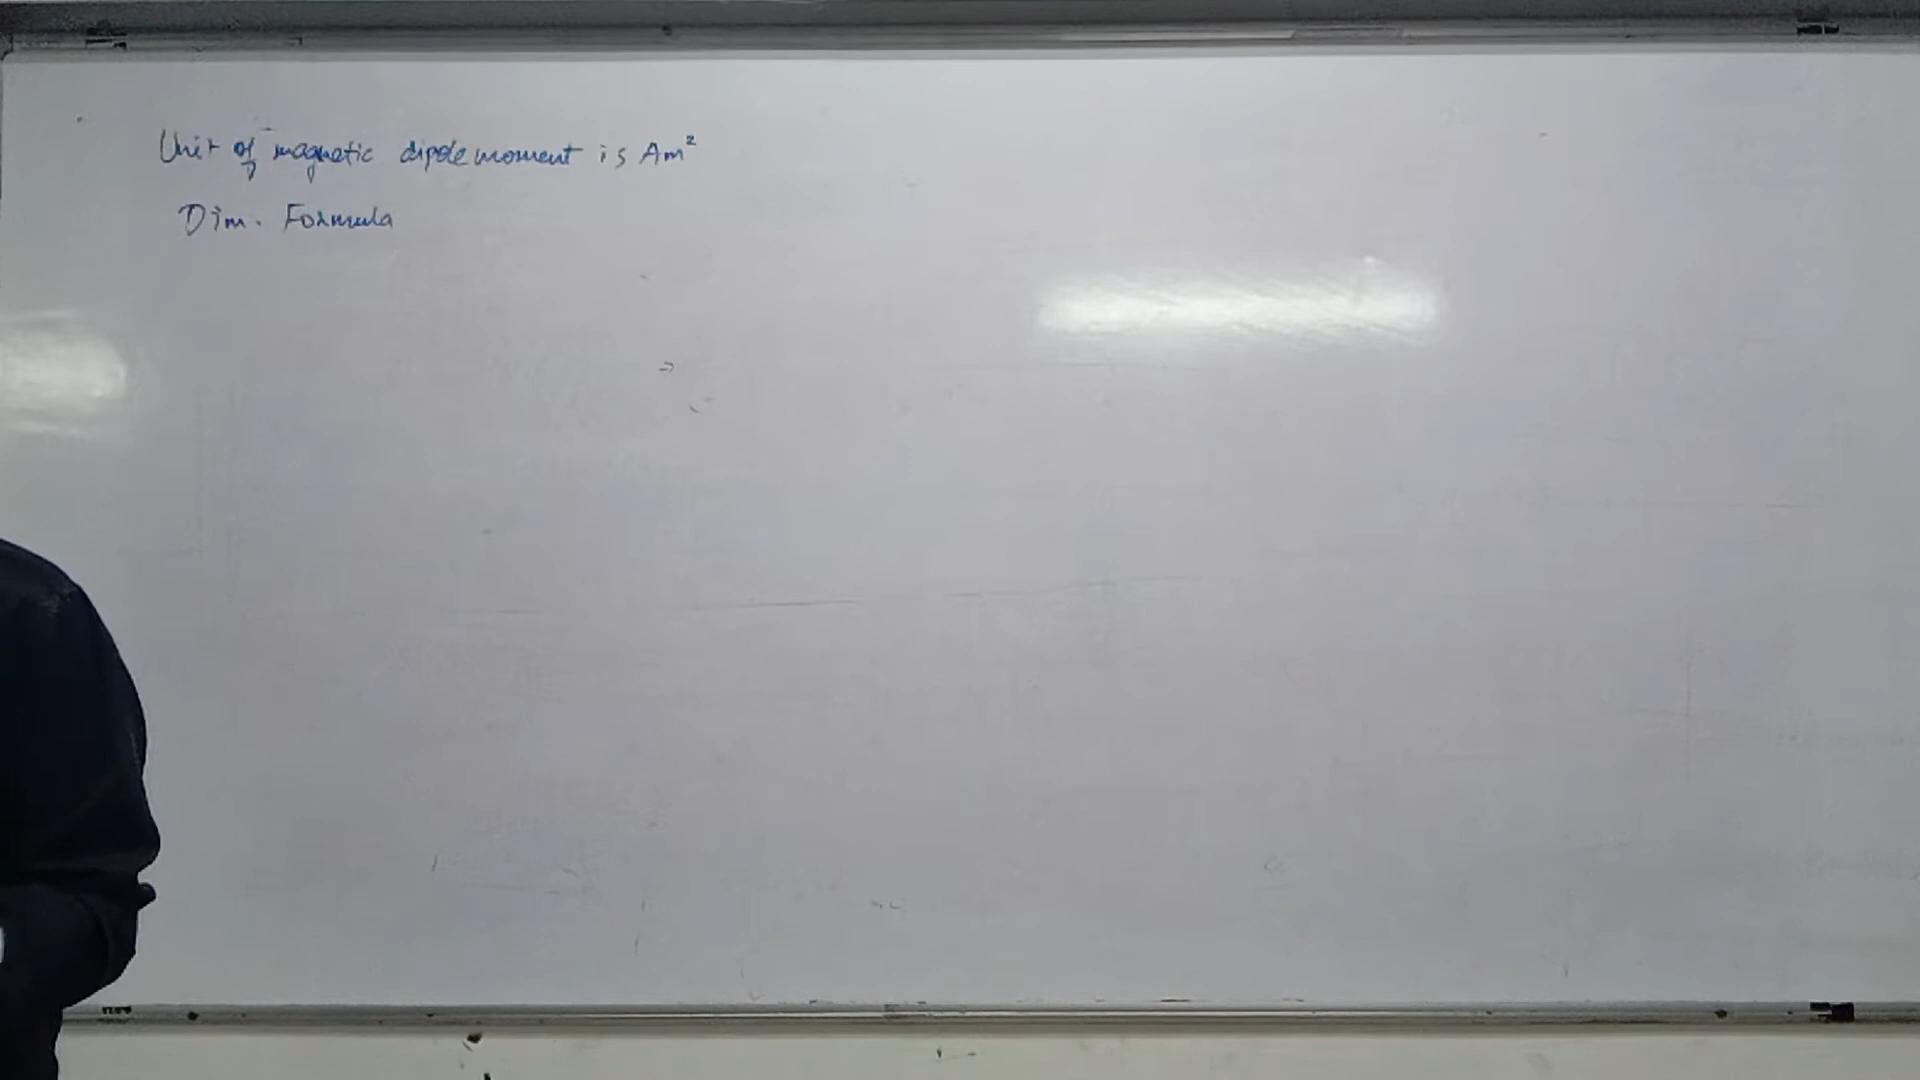 Unit of magnetic dipole moment is Am²
Dim. Formula